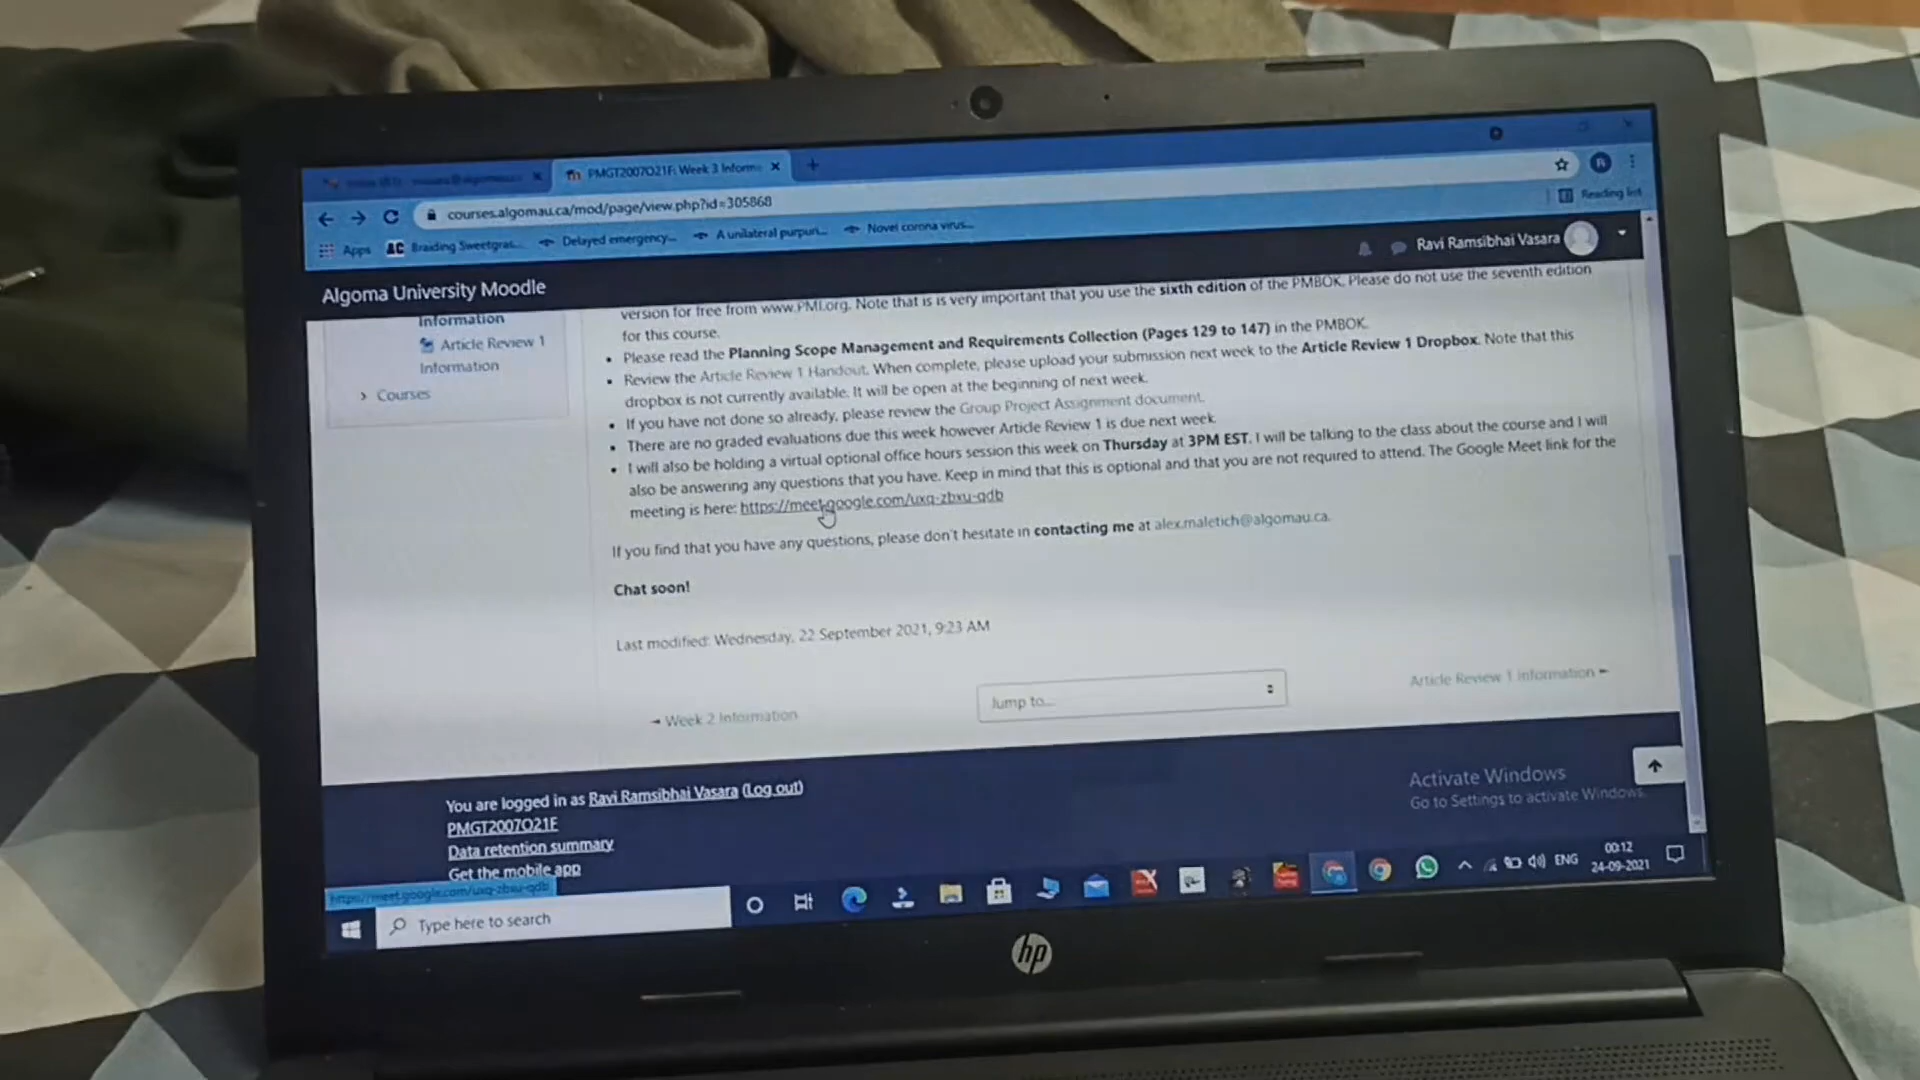 PMGT2007O21F: Week 3 Inform
courses.algomau.ca/mod/page/view.php?id=305868
Reading list
Apps
Braiding Sweetgras...
Delayed emergency...
A unilateral purpuri...
Novel corona virus...
Ravi Ramsibhai Vasara
Algoma University Moodle
Information
Article Review 1
Information
Courses
version for free from www.PMI.org. Note that is is very important that you use the sixth edition of the PMBOK. Please do not use the seventh edition
for this course.
Please read the Planning Scope Management and Requirements Collection (Pages 129 to 147) in the PMBOK.
Review the Article Review 1 Handout. When complete, please upload your submission next week to the Article Review 1 Dropbox. Note that this
dropbox is not currently available. It will be open at the beginning of next week.
If you have not done so already, please review the Group Project Assignment document.
There are no graded evaluations due this week however Article Review 1 is due next week.
I will also be holding a virtual optional office hours session this week on Thursday at 3PM EST. I will be talking to the class about the course and I will
also be answering any questions that you have. Keep in mind that this is optional and that you are not required to attend. The Google Meet link for the
meeting is here: https://meet.google.com/uxq-zbxu-qdb
If you find that you have any questions, please don't hesitate in contacting me at alex.maletich@algomau.ca.
Chat soon!
Last modified: Wednesday, 22 September 2021, 9:23 AM
Article Review 1 Information
Jump to...
Week 2 Information
Activate Windows
Go to Settings to activate Windows.
You are logged in as Ravi Ramsibhai Vasara (Log out)
PMGT2007O21F
Data retention summary
Get the mobile app
https://meet.google.com/uxq-zbxu-qdb
Type here to search
ENG
00:12
24-09-2021
hp